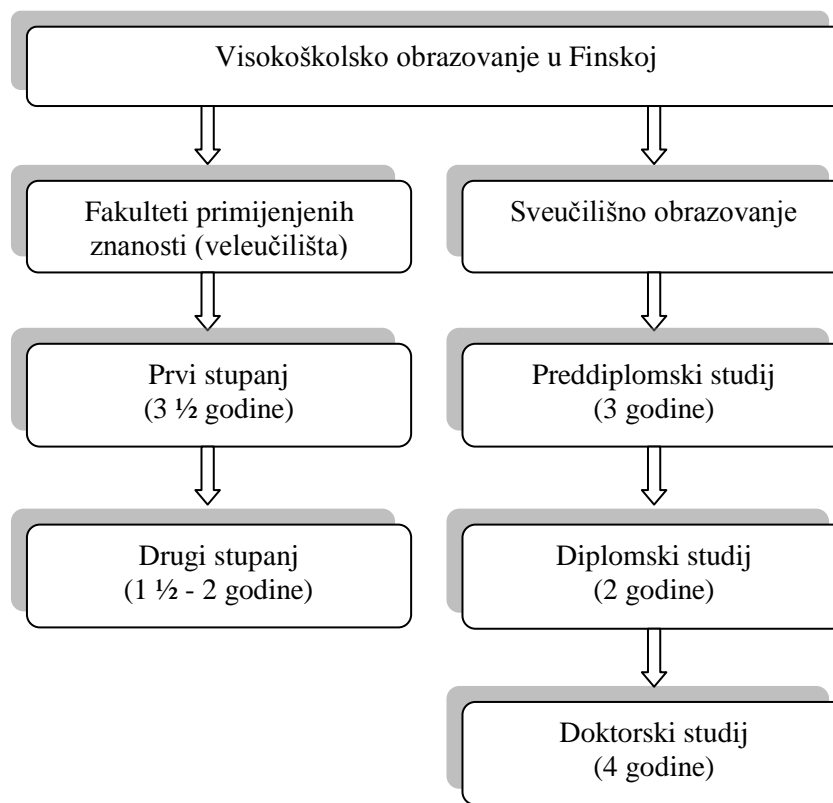 Visokoškolsko obrazovanje u Finskoj
Fakulteti primijenjenih
znanosti (veleučilišta)
Sveučilišno obrazovanje
Prvi stupanj
(3 ½ godine)
Preddiplomski studij
(3 godine)
Drugi stupanj
(1 ½ - 2 godine)
Diplomski studij
(2 godine)
Doktorski studij
(4 godine)